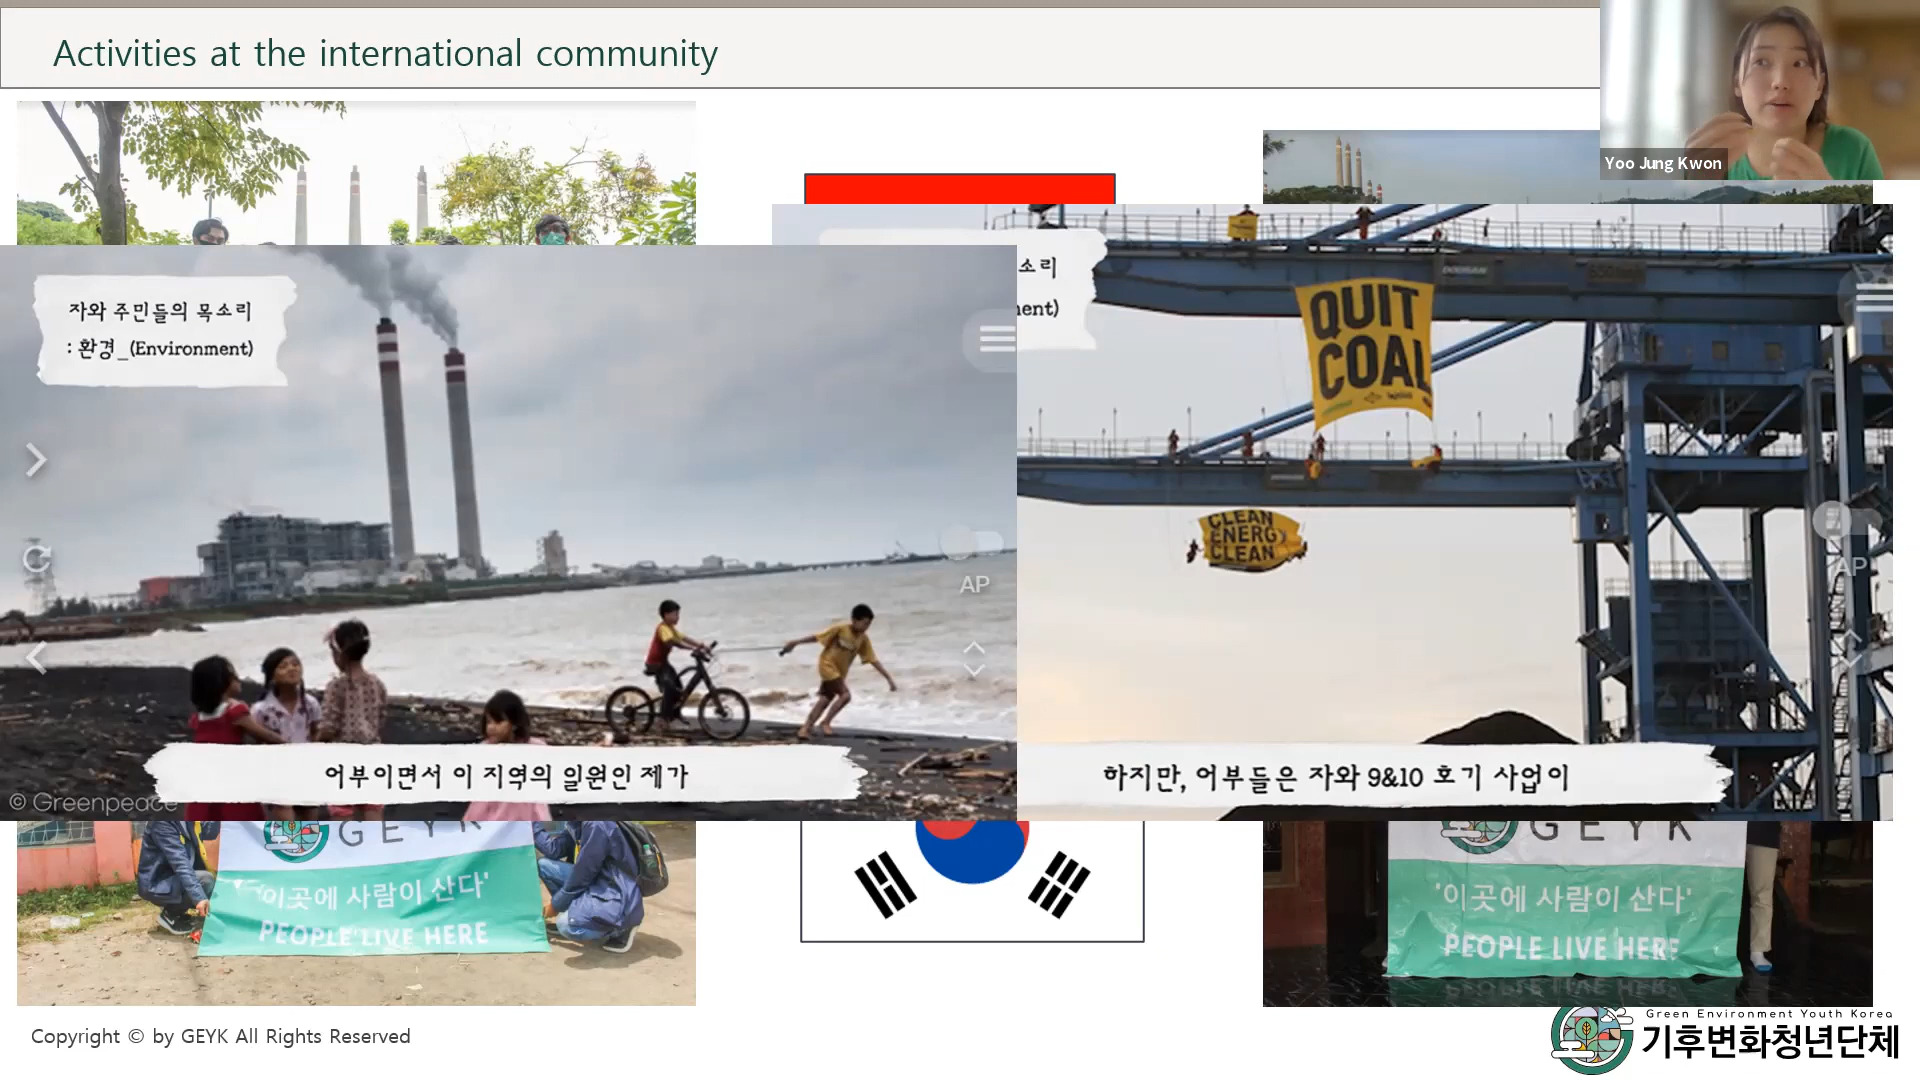 Activities at the international community
Yoo Jung Kwon
자와 주민들의 목소리
: 환경_(Environment)
소리
ent)
QUIT
COAL
CLEAN
ENERGY
CLEAN
AP
AP
어부이면서 이 지역의 일원인 제가
© Greenpeace
하지만, 어부들은 자와 9&10 호기 사업이
GEYK
'이곳에 사람이 산다'
PEOPLE LIVE HERE
GEYK
'이곳에 사람이 산다'
PEOPLE LIVE HERE
Copyright © by GEYK All Rights Reserved
Green Environment Youth Korea
기후변화청년단체